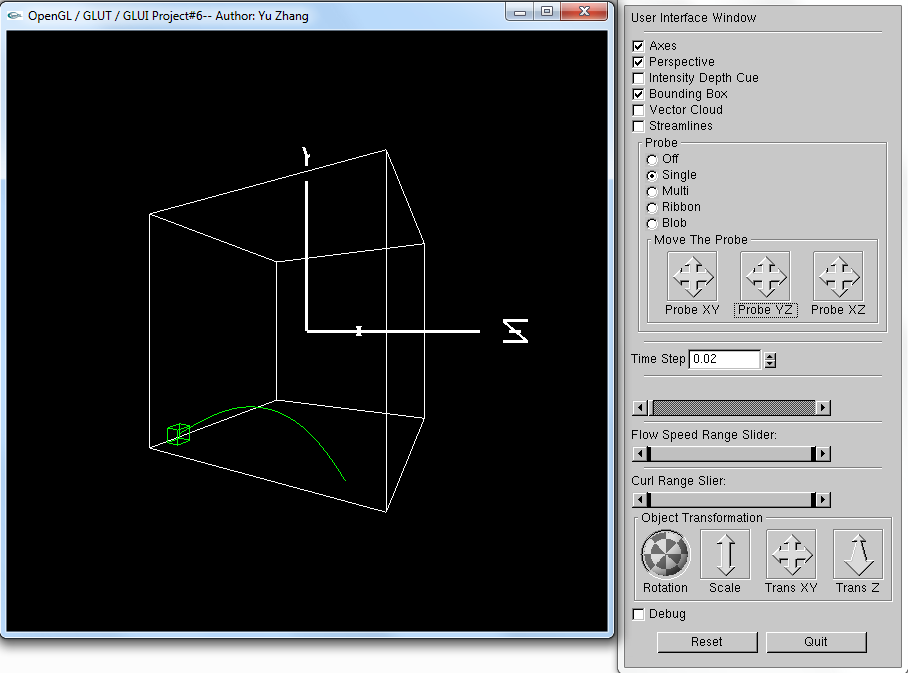 OpenGL / GLUT / GLUI Project#6-- Author: Yu Zhang
Y
X
Z
User Interface Window
Axes
Perspective
Intensity Depth Cue
Bounding Box
Vector Cloud
Streamlines
Probe
Off
Single
Multi
Ribbon
Blob
Move The Probe
Probe XY Probe YZ Probe XZ
Time Step 0.02
Flow Speed Range Slider:
Curl Range Slier:
Object Transformation
Rotation Scale Trans XY Trans Z
Debug
Reset Quit